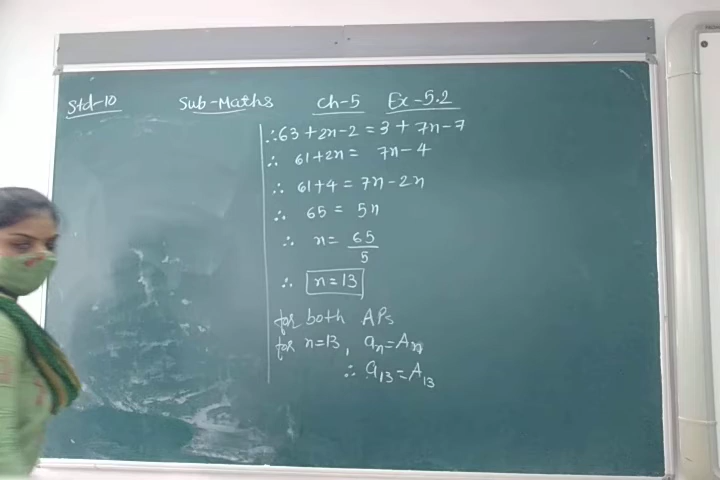 Std-10 Sub-Maths Ch-5 Ex-5.2
∴ 63 + 2n - 2 = 3 + 7n - 7
∴ 61 + 2n = 7n - 4
∴ 61 + 4 = 7n - 2n
∴ 65 = 5n
∴ n = 65/5
∴ n = 13
for both APs
for n=13, an = An
∴ a13 = A13